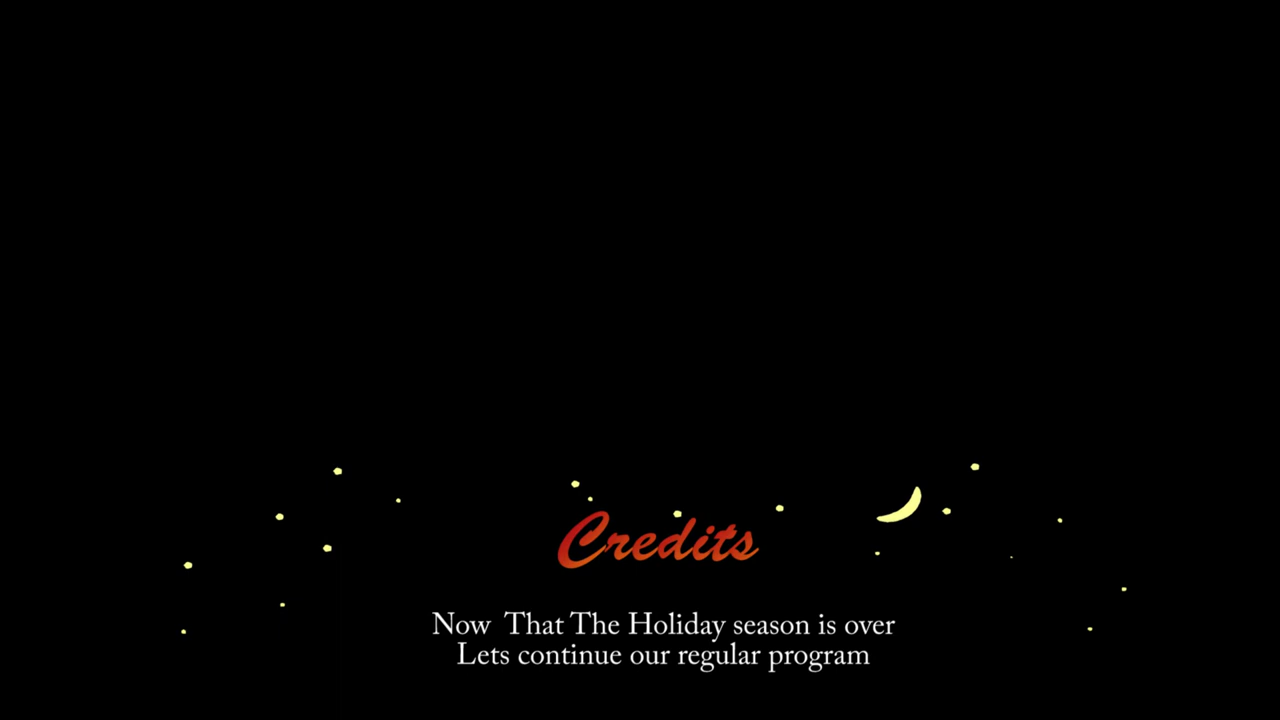 Credits
Now  That The Holiday season is over
Lets continue our regular program